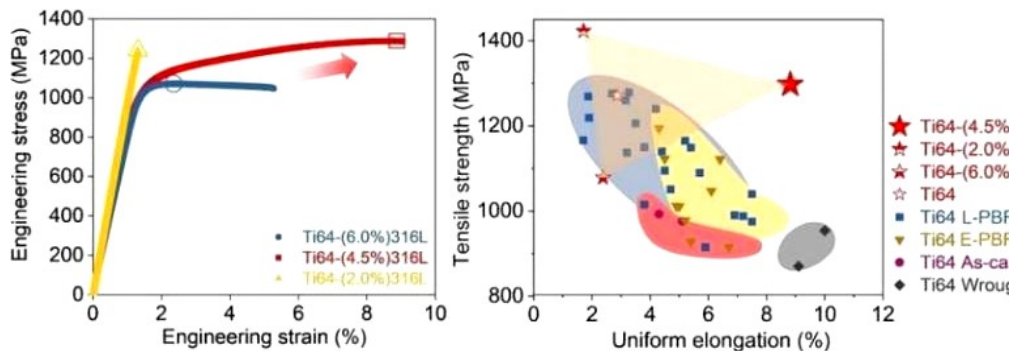 Engineering stress (MPa)
1400
1200
1000
800
600
400
200
0
0 2 4 6 8 10
Engineering strain (%)
Ti64-(6.0%)316L
Ti64-(4.5%)316L
Ti64-(2.0%)316L
Tensile strength (MPa)
1400
1200
1000
800
0 2 4 6 8 10 12
Uniform elongation (%)
Ti64-(4.5%
Ti64-(2.0%
Ti64-(6.0%
Ti64
Ti64 L-PBF
Ti64 E-PBF
Ti64 As-ca
Ti64 Wroug